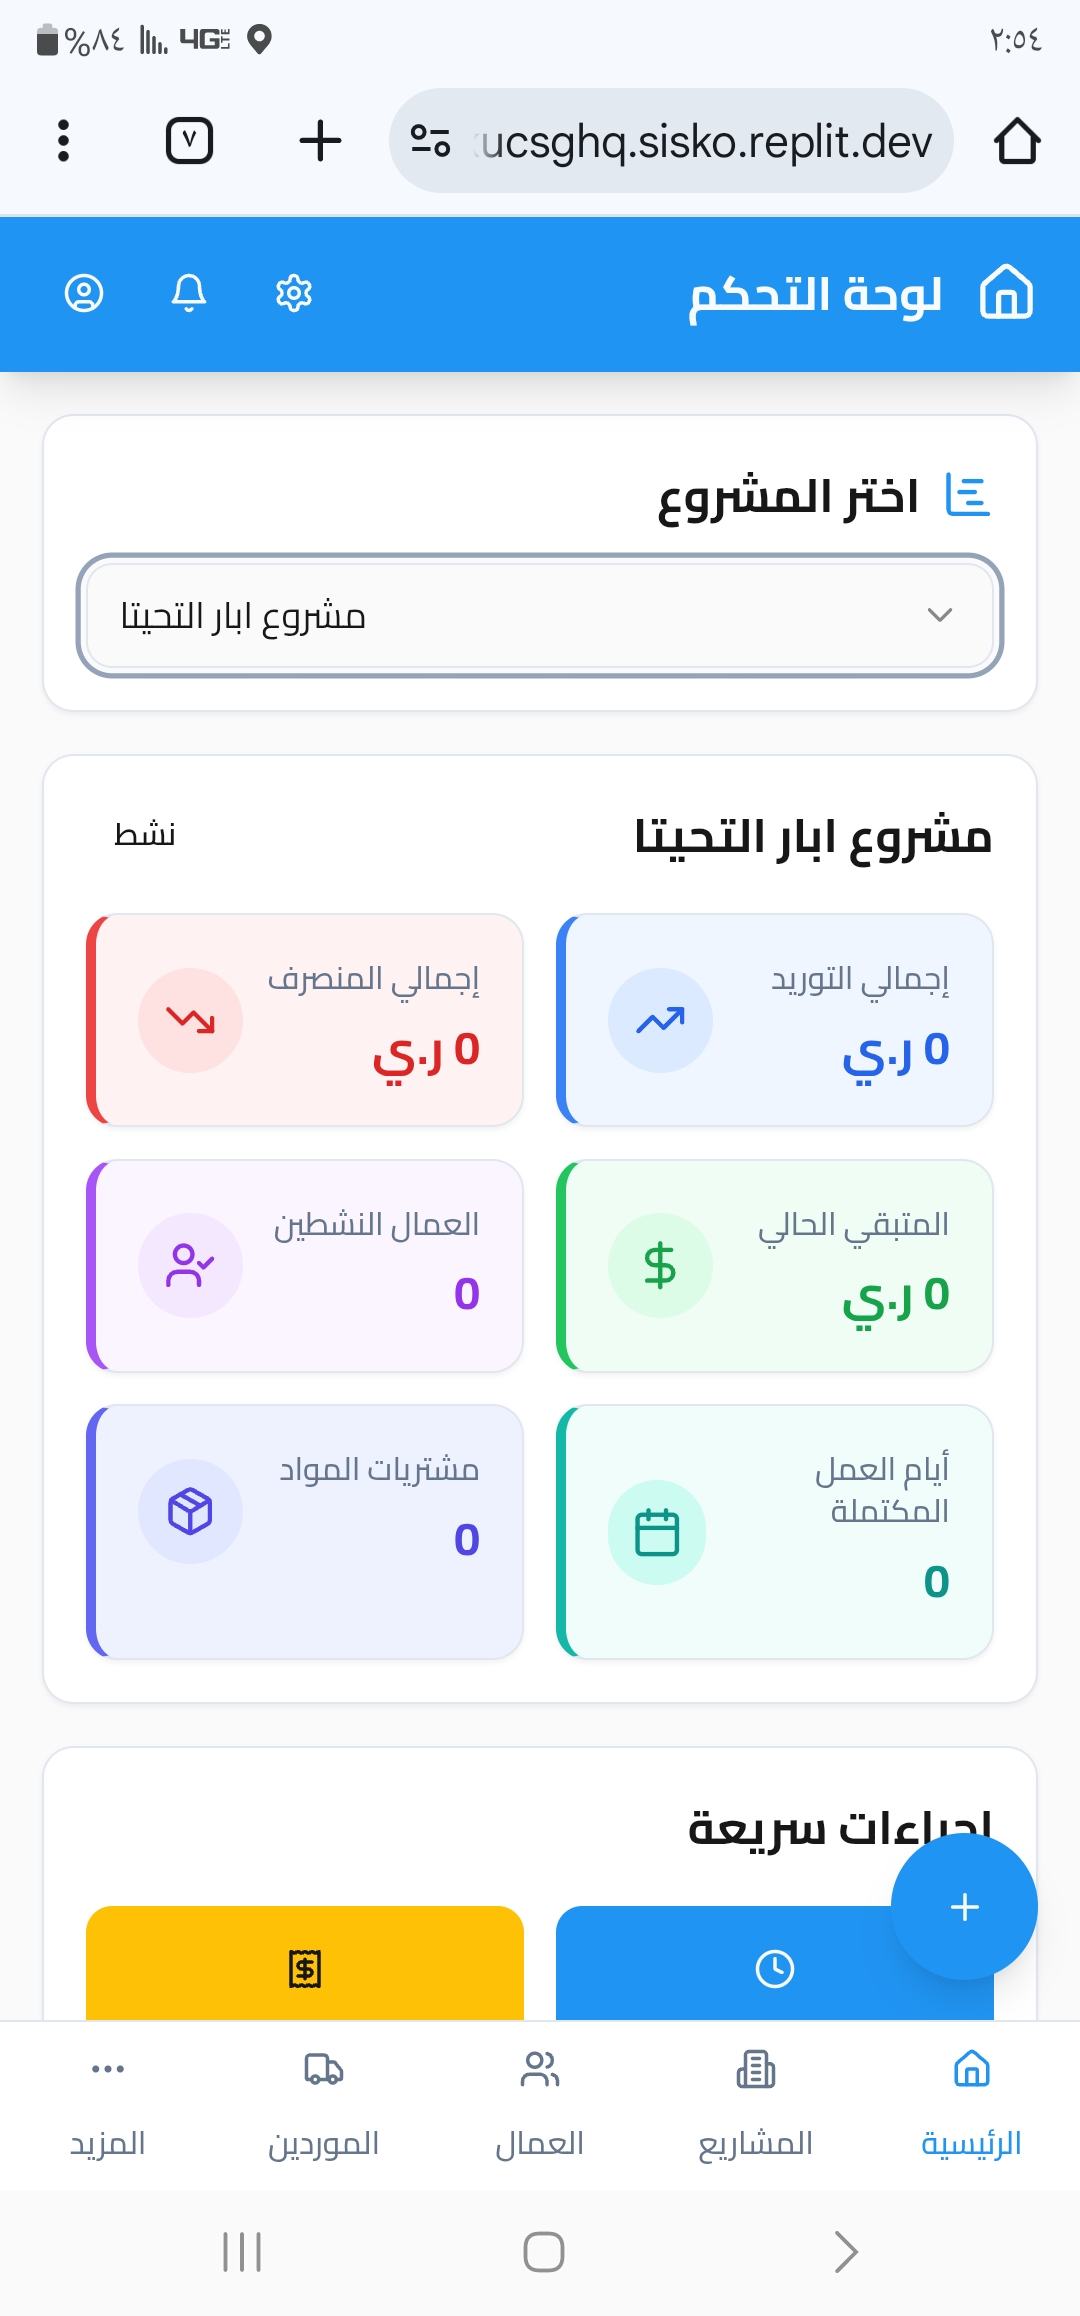 ٢:٥٤
4G LTE
%٨٤
ucsghq.sisko.replit.dev
٧
لوحة التحكم
اختر المشروع
مشروع ابار التحيتا
مشروع ابار التحيتا
نشط
إجمالي التوريد
0 ر.ي
إجمالي المنصرف
0 ر.ي
المتبقي الحالي
0 ر.ي
العمال النشطين
0
أيام العمل
المكتملة
0
مشتريات المواد
0
إجراءات سريعة
الرئيسية
المشاريع
العمال
الموردين
المزيد